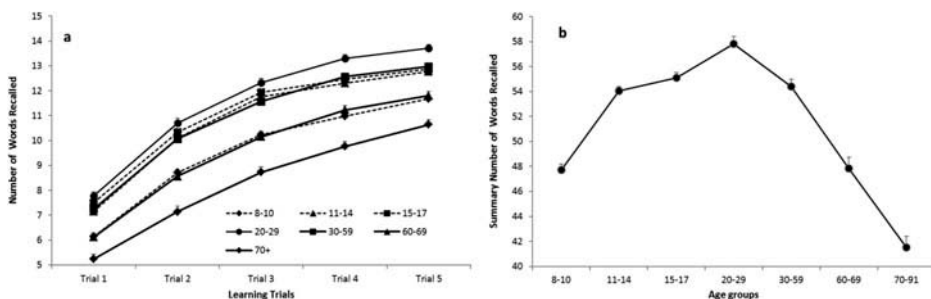 a
Number of Words Recalled
14
13
12
11
10
9
8
7
6
5
8-10 11-14 15-17
20-29 30-59 60-69
70+
Trial 1 Trial 2 Trial 3 Trial 4 Trial 5
Learning Trials
b
Summary Number of Words Recalled
60
58
56
54
52
50
48
46
44
42
40
8-10 11-14 15-17 20-29 30-59 60-69 70-91
Age groups